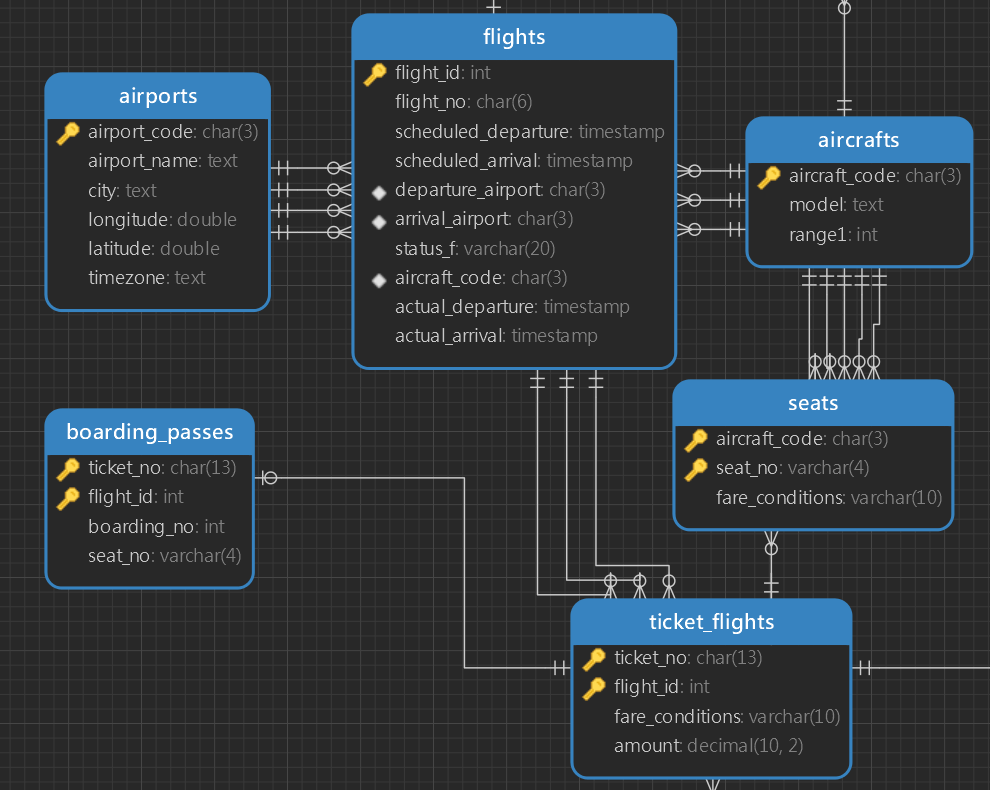 flights
flight_id: int
flight_no: char(6)
scheduled_departure: timestamp
scheduled_arrival: timestamp
departure_airport: char(3)
arrival_airport: char(3)
status_f: varchar(20)
aircraft_code: char(3)
actual_departure: timestamp
actual_arrival: timestamp
airports
airport_code: char(3)
airport_name: text
city: text
longitude: double
latitude: double
timezone: text
aircrafts
aircraft_code: char(3)
model: text
range1: int
boarding_passes
ticket_no: char(13)
flight_id: int
boarding_no: int
seat_no: varchar(4)
seats
aircraft_code: char(3)
seat_no: varchar(4)
fare_conditions: varchar(10)
ticket_flights
ticket_no: char(13)
flight_id: int
fare_conditions: varchar(10)
amount: decimal(10, 2)